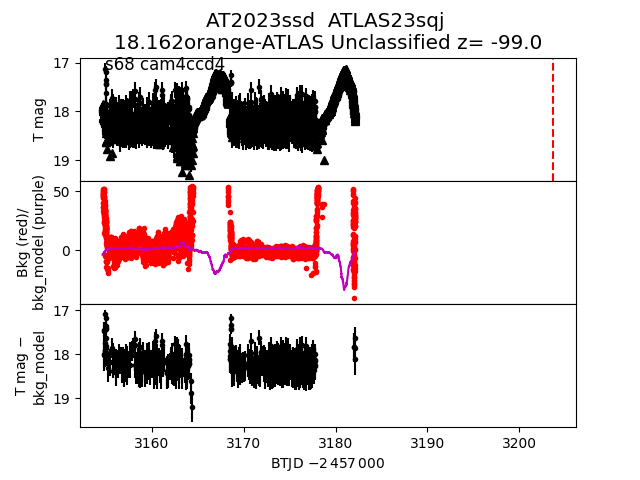 AT2023ssd  ATLAS23sqj
18.162orange-ATLAS Unclassified z= -99.0
s68 cam4ccd4
17
18
19
T mag
50
0
Bkg (red)/
bkg_model (purple)
17
18
19
T mag −
bkg_model
3160
3170
3180
3190
3200
BTJD −2 457 000